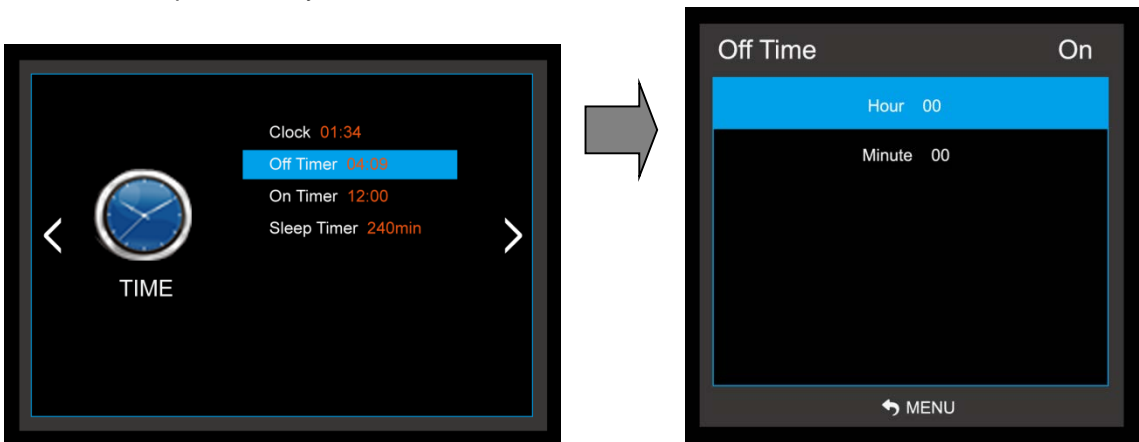 Clock 01:34
Off Timer 04:09
On Timer 12:00
Sleep Timer 240min
TIME
Off Time On
Hour 00
Minute 00
MENU